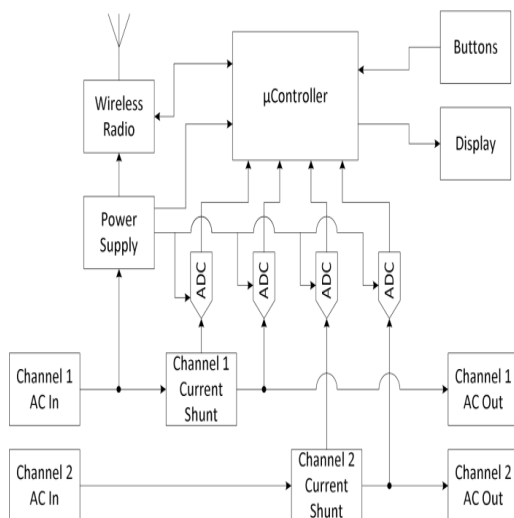 Wireless
Radio
µController
Buttons
Display
Power
Supply
ADC
ADC
ADC
ADC
Channel 1
AC In
Channel 1
Current
Shunt
Channel 1
AC Out
Channel 2
AC In
Channel 2
Current
Shunt
Channel 2
AC Out